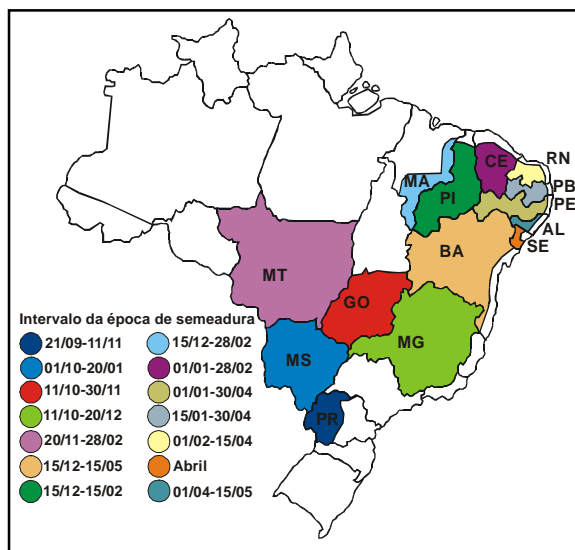 RN
CE
PB
MA
PE
PI
AL
SE
BA
MT
GO
MG
MS
PR
Intervalo da época de semeadura
21/09-11/11
01/10-20/01
11/10-30/11
11/10-20/12
20/11-28/02
15/12-15/05
15/12-15/02
15/12-28/02
01/01-28/02
01/01-30/04
15/01-30/04
01/02-15/04
Abril
01/04-15/05